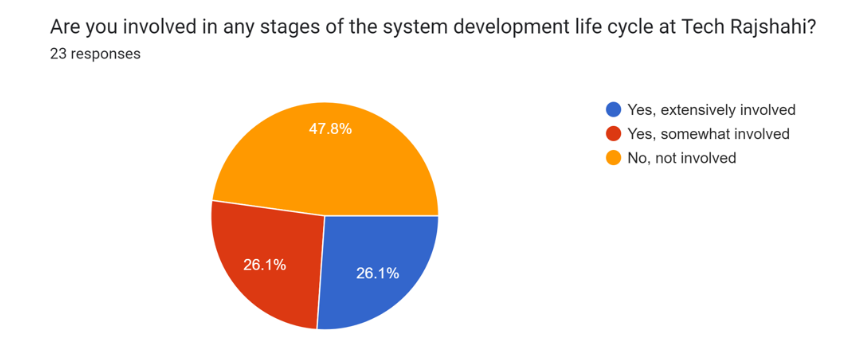 Are you involved in any stages of the system development life cycle at Tech Rajshahi?
23 responses
47.8%
26.1%
26.1%
Yes, extensively involved
Yes, somewhat involved
No, not involved